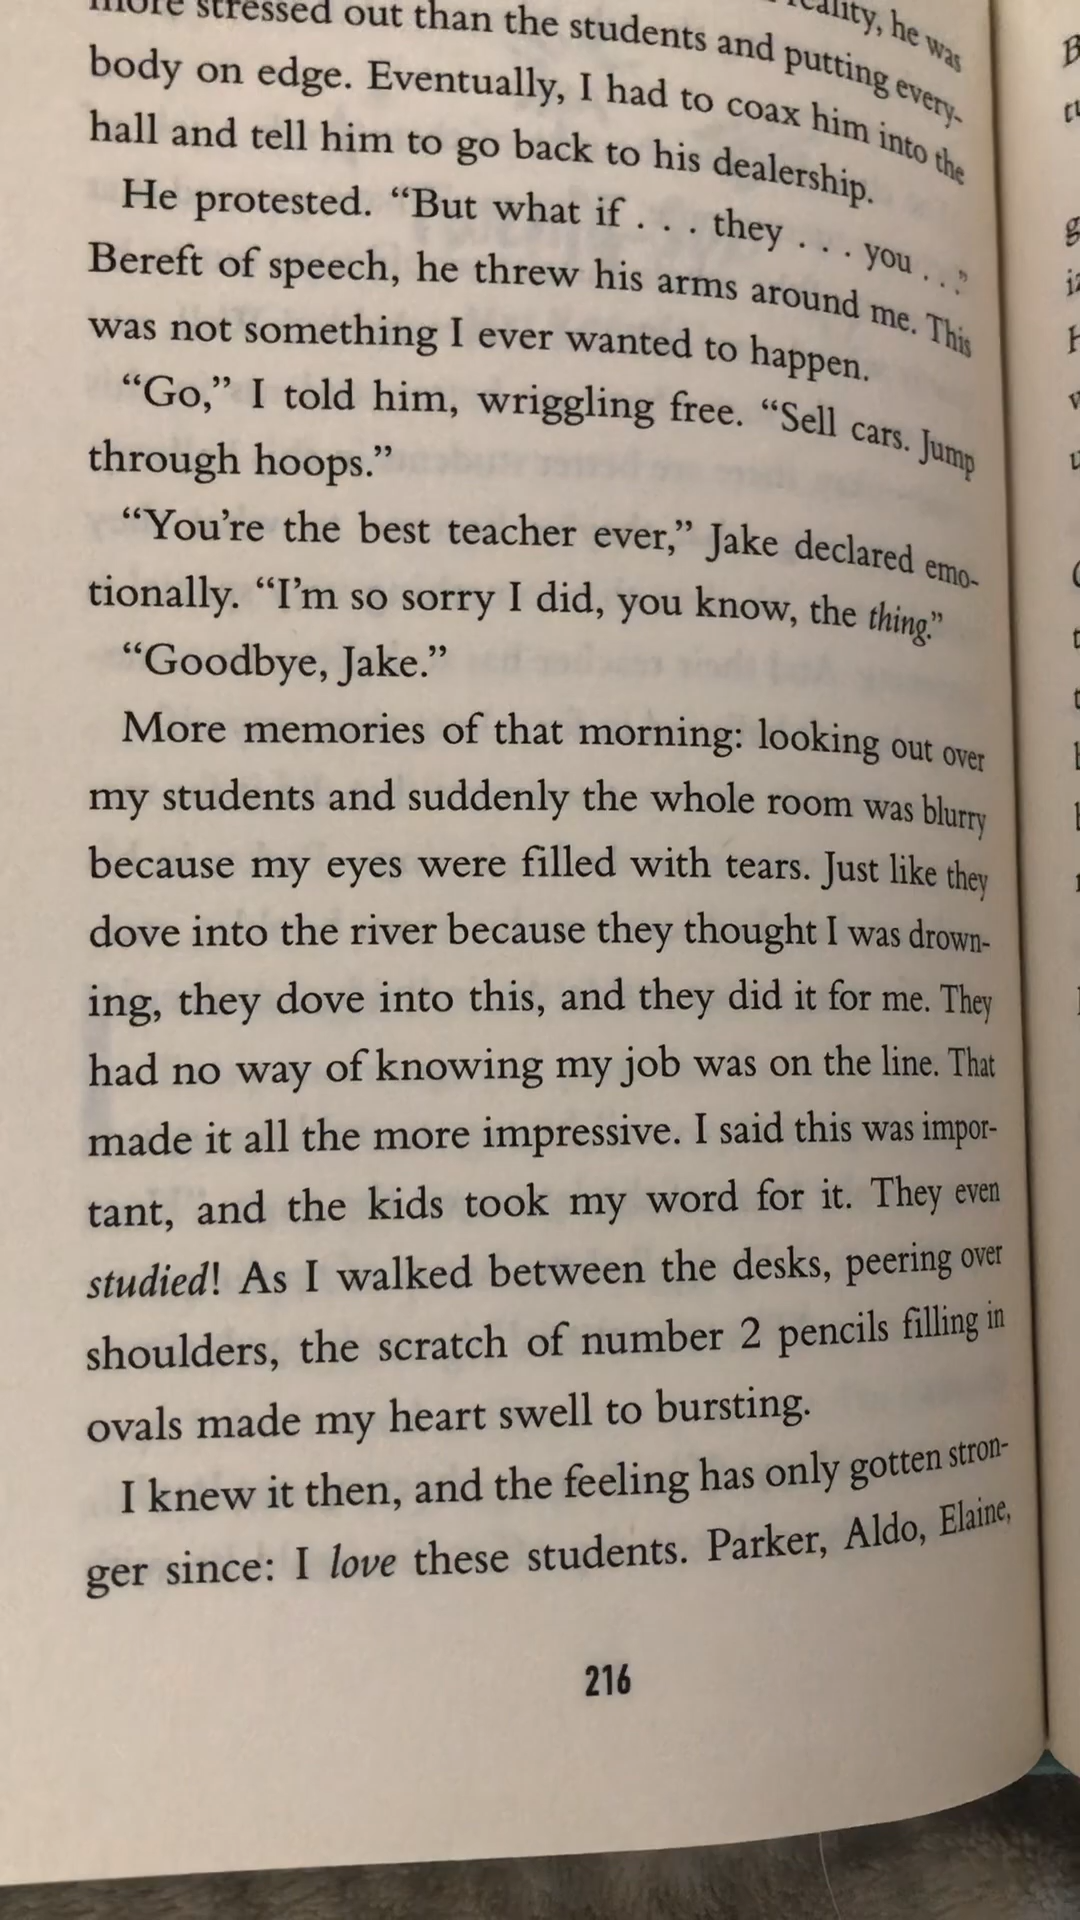 more stressed out than the students and putting every-
body on edge. Eventually, I had to coax him into the
hall and tell him to go back to his dealership.
He protested. “But what if . . . they . . . you . . .”
Bereft of speech, he threw his arms around me. This
was not something I ever wanted to happen.
“Go,” I told him, wriggling free. “Sell cars. Jump
through hoops.”
“You’re the best teacher ever,” Jake declared emo-
tionally. “I’m so sorry I did, you know, the thing.”
“Goodbye, Jake.”
More memories of that morning: looking out over
my students and suddenly the whole room was blurry
because my eyes were filled with tears. Just like they
dove into the river because they thought I was drown-
ing, they dove into this, and they did it for me. They
had no way of knowing my job was on the line. That
made it all the more impressive. I said this was impor-
tant, and the kids took my word for it. They even
studied! As I walked between the desks, peering over
shoulders, the scratch of number 2 pencils filling in
ovals made my heart swell to bursting.
I knew it then, and the feeling has only gotten stron-
ger since: I love these students. Parker, Aldo, Elaine,
216